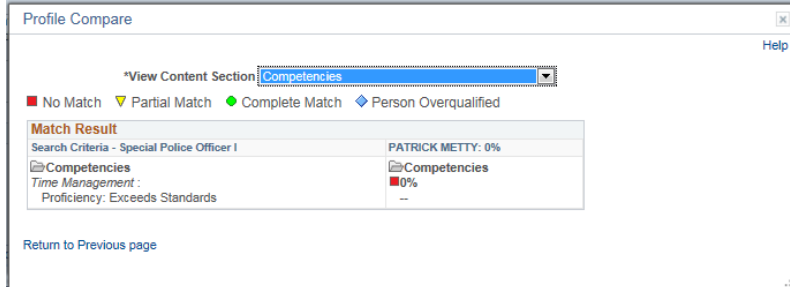 Profile Compare
Help
*View Content Section Competencies
No Match Partial Match Complete Match Person Overqualified
Match Result
Search Criteria - Special Police Officer I PATRICK METTY: 0%
Competencies Competencies
Time Management : 0%
Proficiency: Exceeds Standards --
Return to Previous page